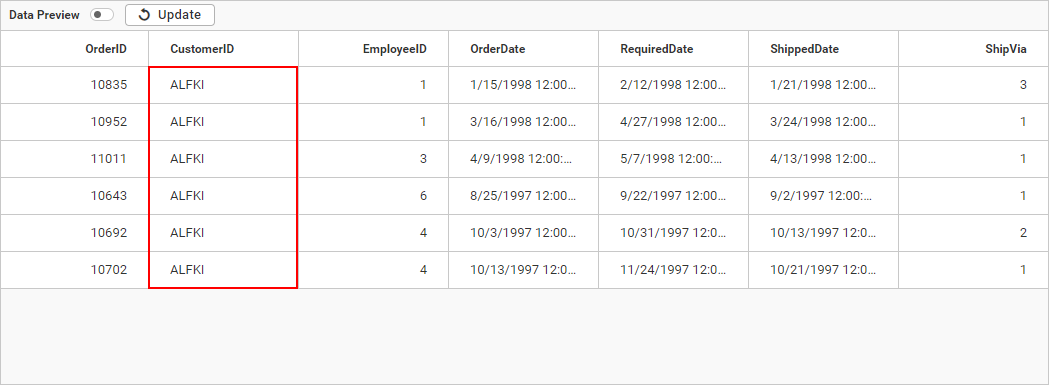 Data Preview Update
OrderID CustomerID EmployeeID OrderDate RequiredDate ShippedDate ShipVia
10835 ALFKI 1 1/15/1998 12:00... 2/12/1998 12:00... 1/21/1998 12:00... 3
10952 ALFKI 1 3/16/1998 12:00... 4/27/1998 12:00... 3/24/1998 12:00... 1
11011 ALFKI 3 4/9/1998 12:00:... 5/7/1998 12:00:... 4/13/1998 12:00... 1
10643 ALFKI 6 8/25/1997 12:00... 9/22/1997 12:00... 9/2/1997 12:00:... 1
10692 ALFKI 4 10/3/1997 12:00... 10/31/1997 12:0... 10/13/1997 12:0... 2
10702 ALFKI 4 10/13/1997 12:0... 11/24/1997 12:0... 10/21/1997 12:0... 1